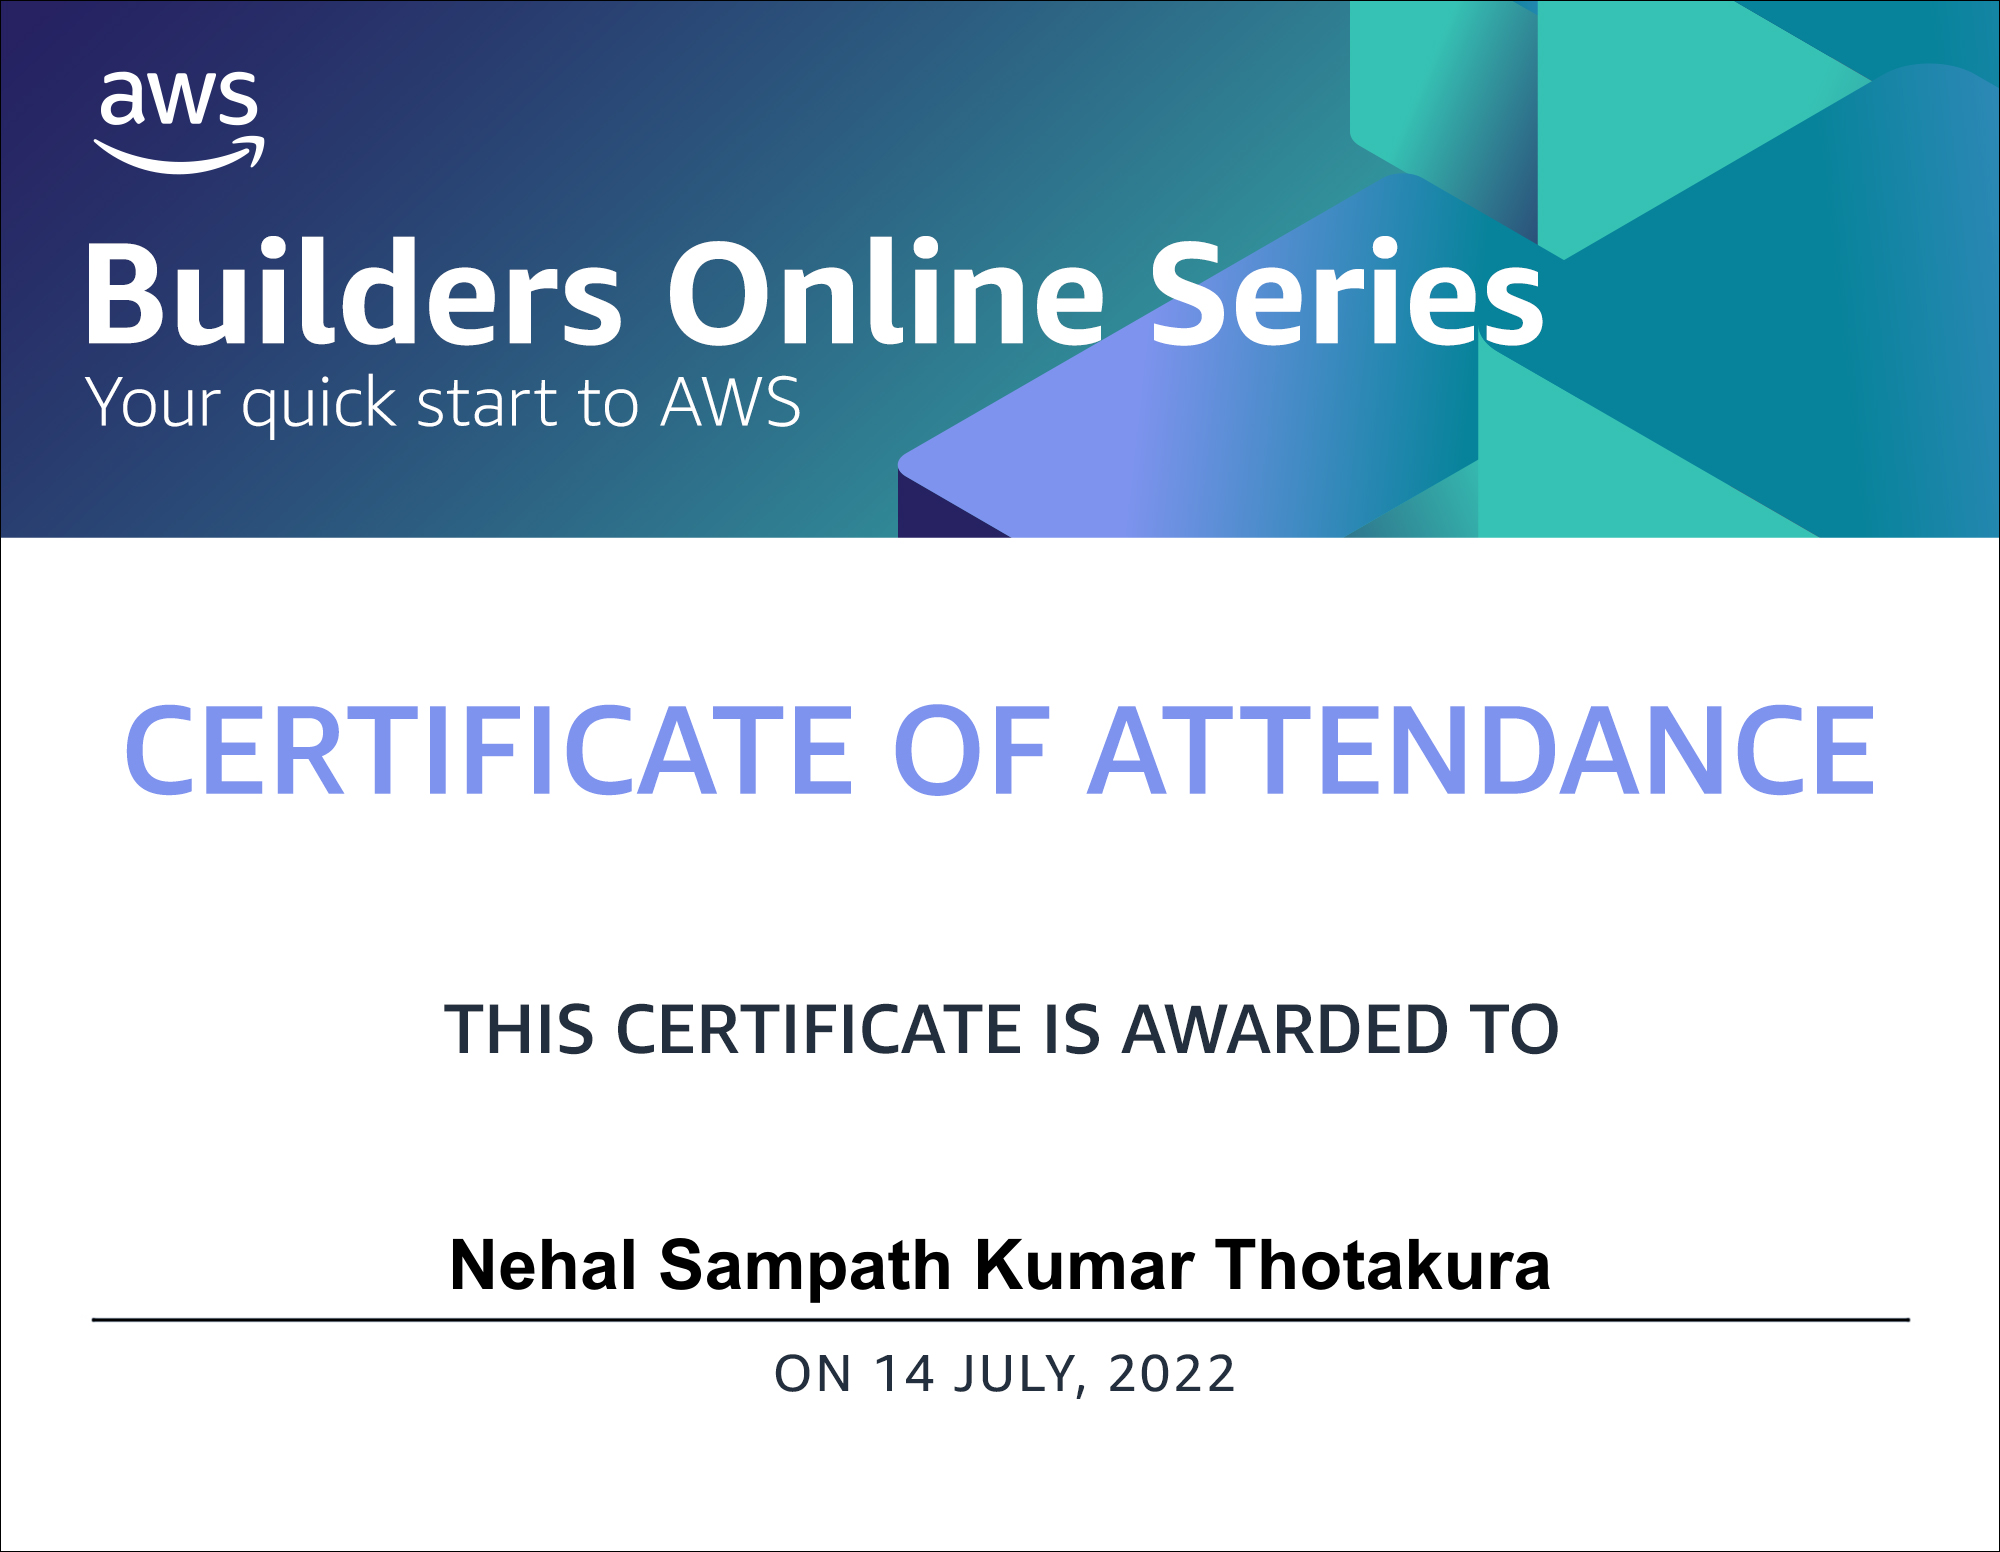 aws
Builders Online Series
Your quick start to AWS
CERTIFICATE OF ATTENDANCE
THIS CERTIFICATE IS AWARDED TO
Nehal Sampath Kumar Thotakura
ON 14 JULY, 2022